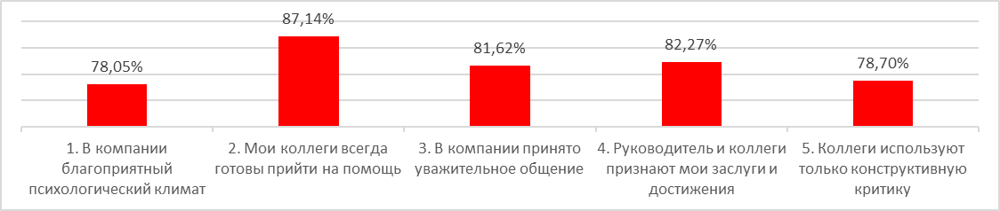 78,05%
87,14%
81,62%
82,27%
78,70%
1. В компании
благоприятный
психологический климат
2. Мои коллеги всегда
готовы прийти на помощь
3. В компании принято
уважительное общение
4. Руководитель и коллеги
признают мои заслуги и
достижения
5. Коллеги используют
только конструктивную
критику